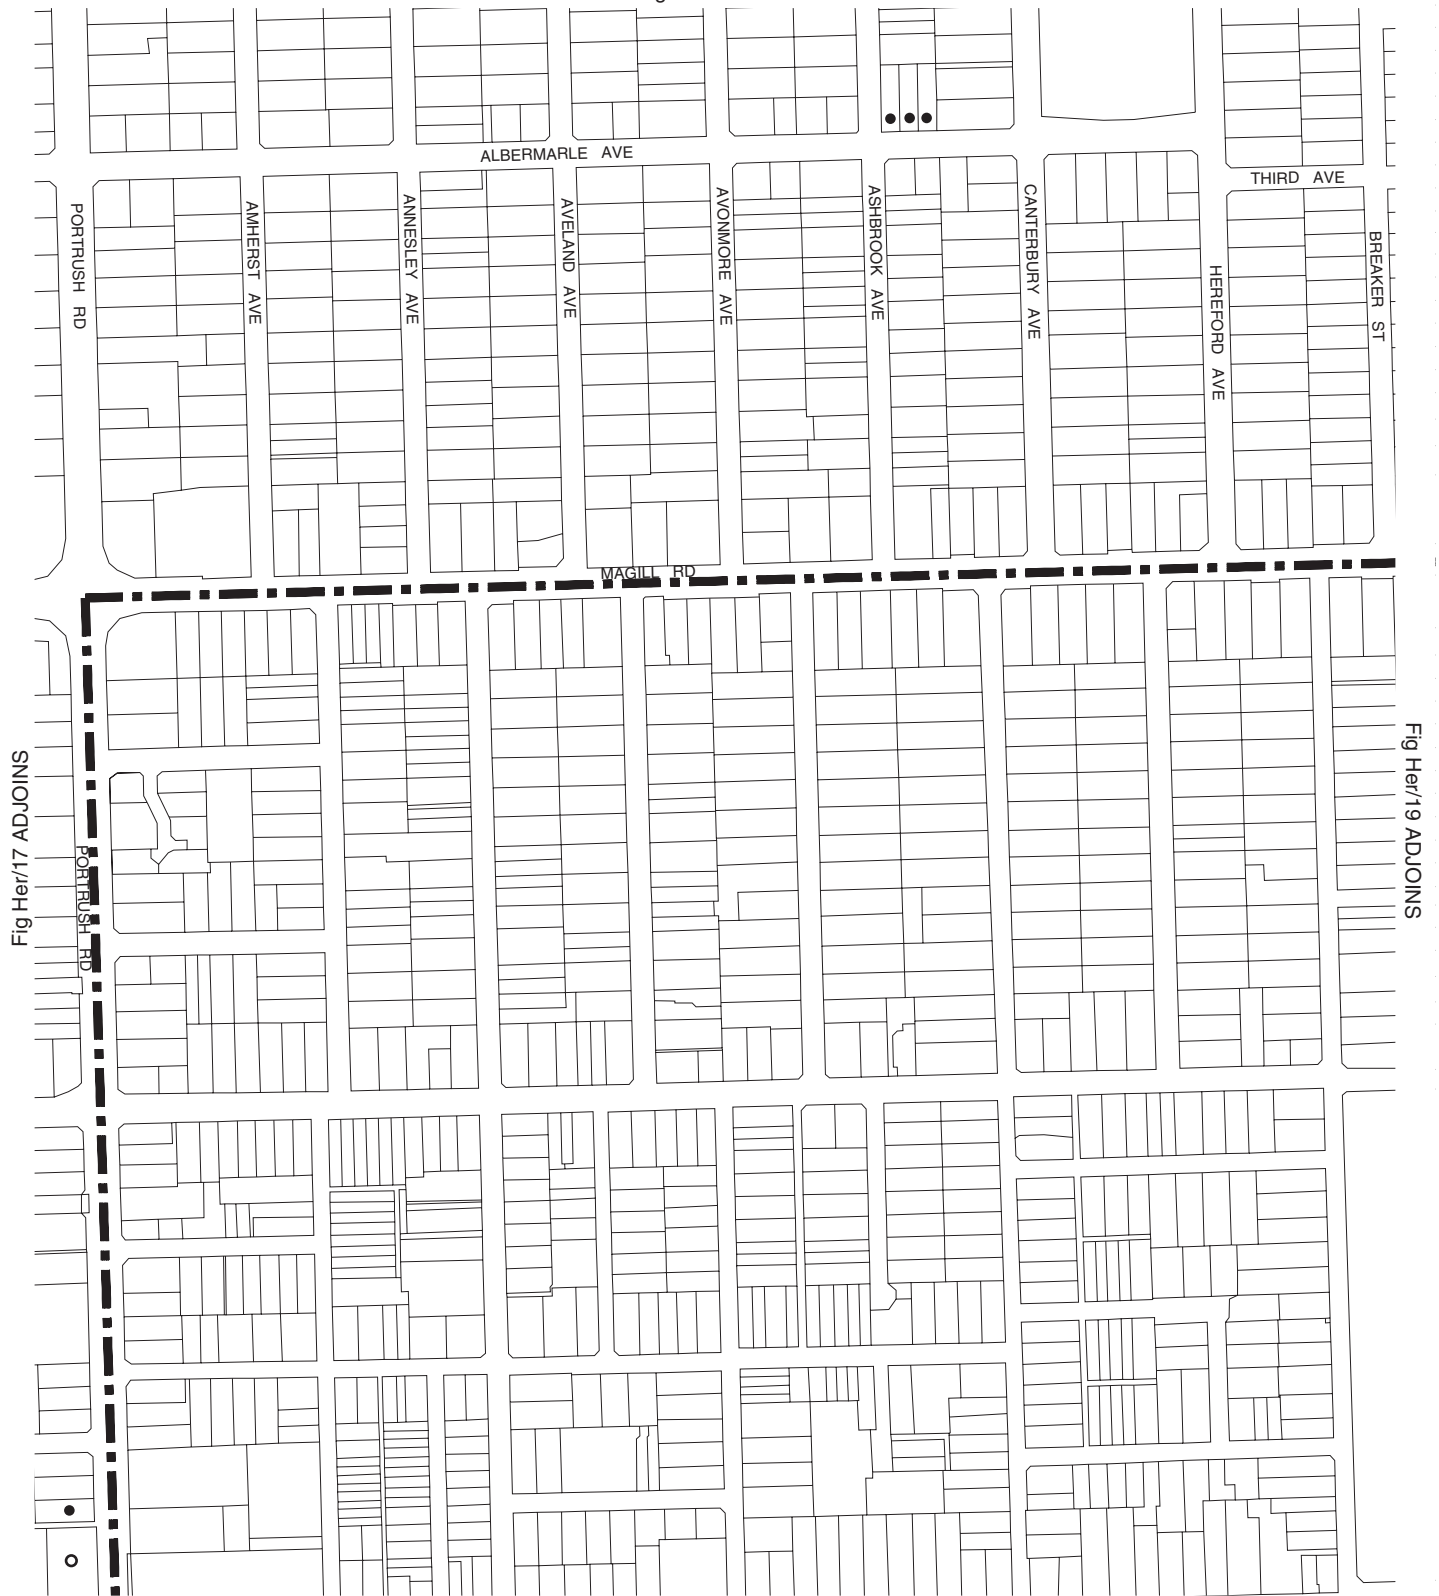 ALBERMARLE AVE
THIRD AVE
PORTRUSH RD
AMHERST AVE
ANNESLEY AVE
AVELAND AVE
AVONMORE AVE
ASHBROOK AVE
CANTERBURY AVE
HEREFORD AVE
BREAKER ST
MAGILL RD
Fig Her/17 ADJOINS
PORTRUSH RD
Fig Her/19 ADJOINS